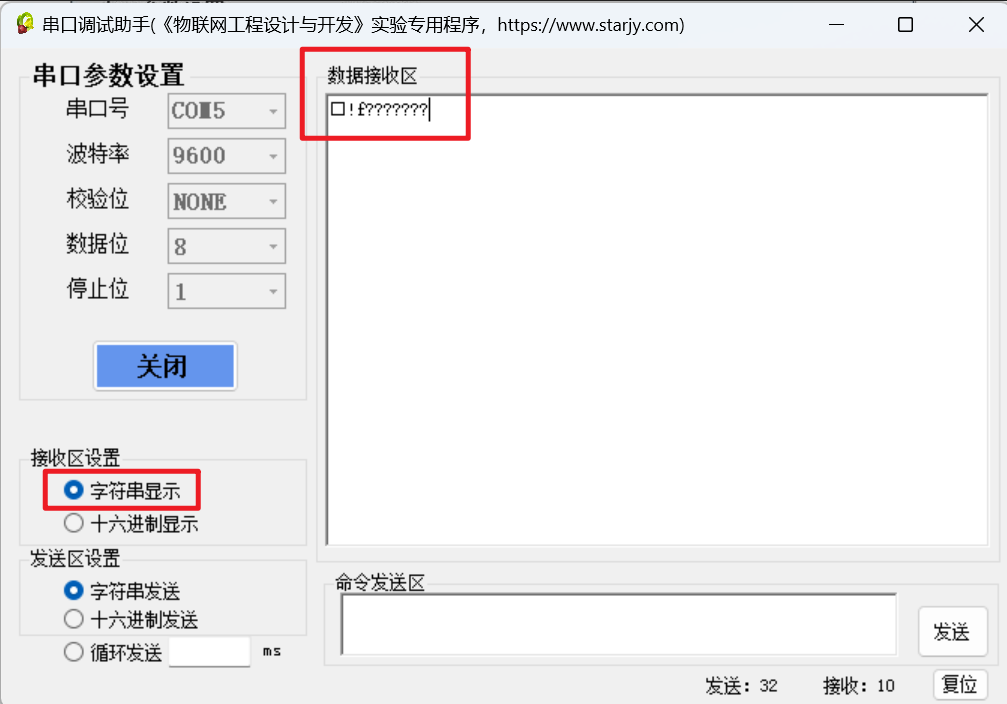 串口调试助手(《物联网工程设计与开发》实验专用程序，https://www.starjy.com)
串口参数设置
串口号 COM5
波特率 9600
校验位 NONE
数据位 8
停止位 1
关闭
接收区设置
字符串显示
十六进制显示
发送区设置
字符串发送
十六进制发送
循环发送 ms
数据接收区
□!f???????
命令发送区
发送
发送：32 接收：10 复位